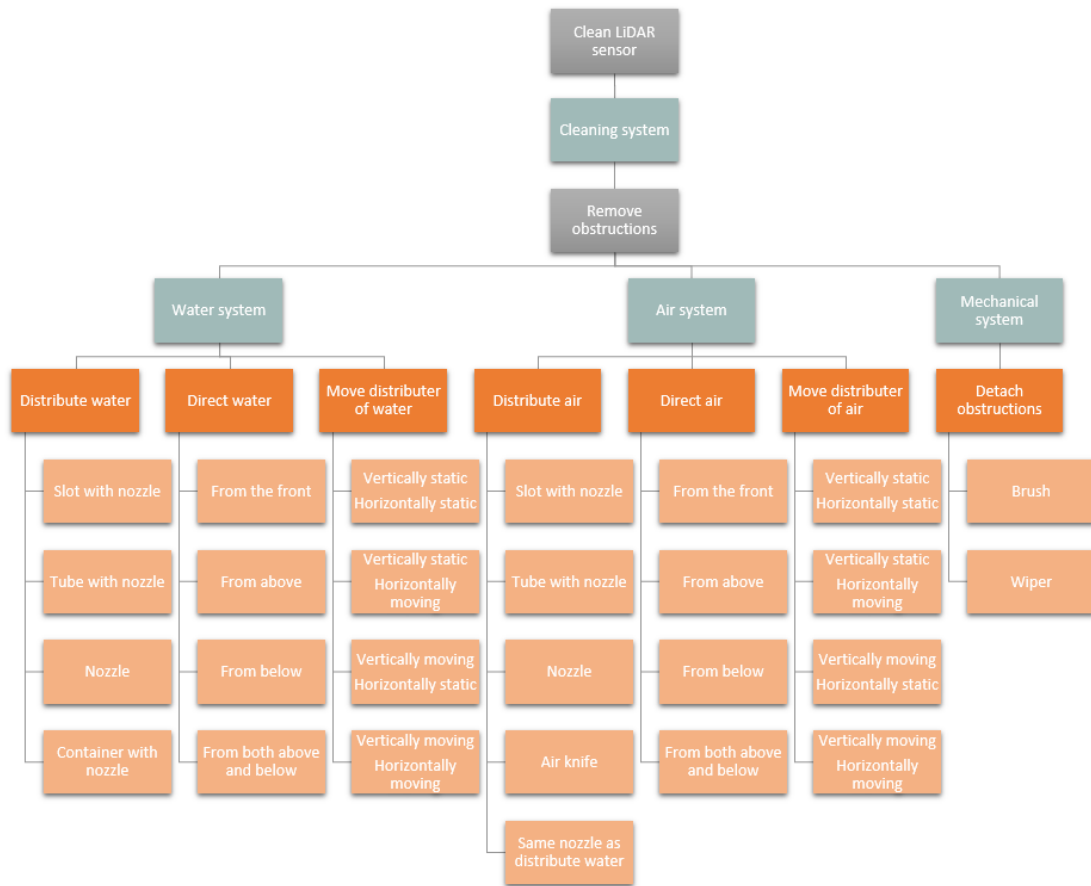 Clean LiDAR
sensor
Cleaning system
Remove
obstructions
Water system
Air system
Mechanical
system
Distribute water
Direct water
Move distributer
of water
Distribute air
Direct air
Move distributer
of air
Detach
obstructions
Slot with nozzle
From the front
Vertically static
Horizontally static
Slot with nozzle
From the front
Vertically static
Horizontally static
Brush
Tube with nozzle
From above
Vertically static
Horizontally
moving
Tube with nozzle
From above
Vertically static
Horizontally
moving
Wiper
Nozzle
From below
Vertically moving
Horizontally static
Nozzle
From below
Vertically moving
Horizontally static
Container with
nozzle
From both above
and below
Vertically moving
Horizontally
moving
Air knife
From both above
and below
Vertically moving
Horizontally
moving
Same nozzle as
distribute water